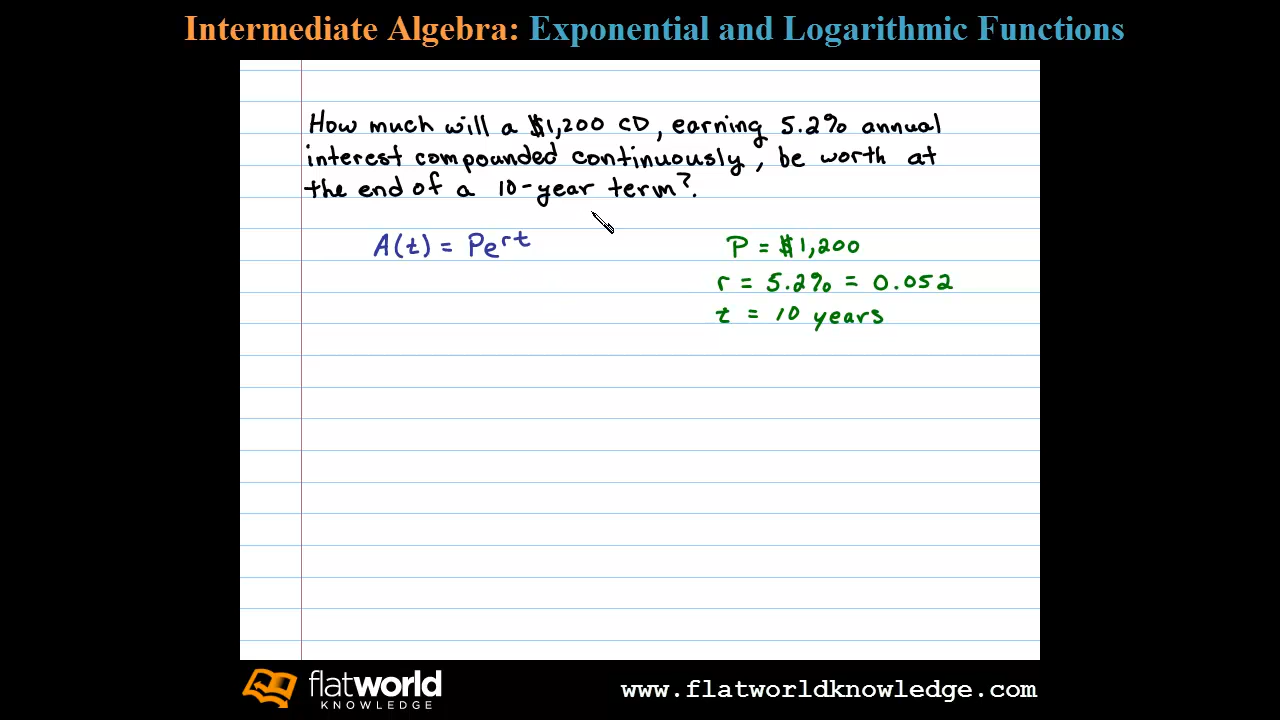 Intermediate Algebra: Exponential and Logarithmic Functions
How much will a $1,200 CD, earning 5.2% annual
interest compounded continuously, be worth at
the end of a 10-year term?
A(t) = Pe^rt
P = $1,200
r = 5.2% = 0.052
t = 10 years
flatworld
KNOWLEDGE
www.flatworldknowledge.com